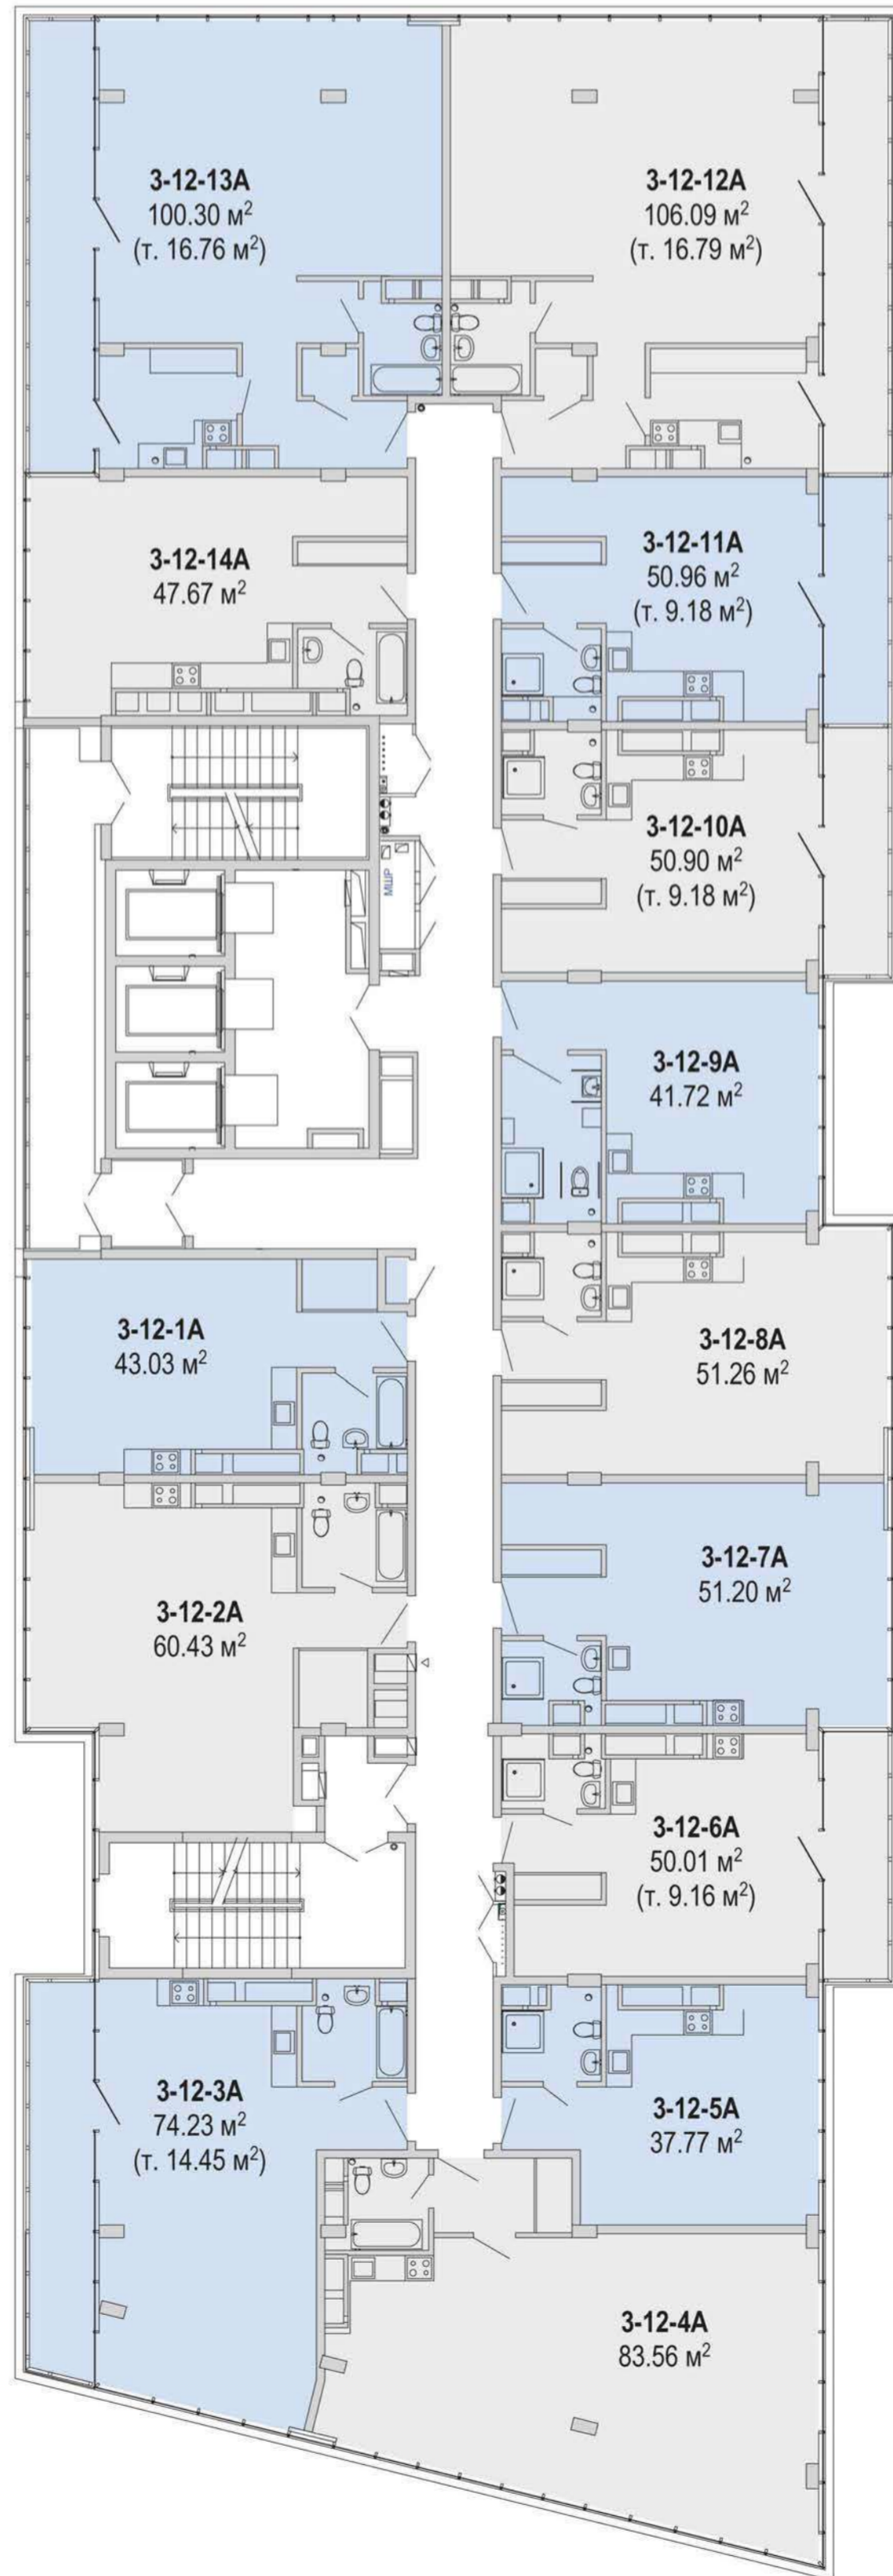 3-12-13А
100.30 м²
(т. 16.76 м²)
3-12-12А
106.09 м²
(т. 16.79 м²)
3-12-14А
47.67 м²
3-12-11А
50.96 м²
(т. 9.18 м²)
3-12-10А
50.90 м²
(т. 9.18 м²)
МШР
3-12-9А
41.72 м²
3-12-1А
43.03 м²
3-12-8А
51.26 м²
3-12-7А
51.20 м²
3-12-2А
60.43 м²
3-12-6А
50.01 м²
(т. 9.16 м²)
3-12-3А
74.23 м²
(т. 14.45 м²)
3-12-5А
37.77 м²
3-12-4А
83.56 м²